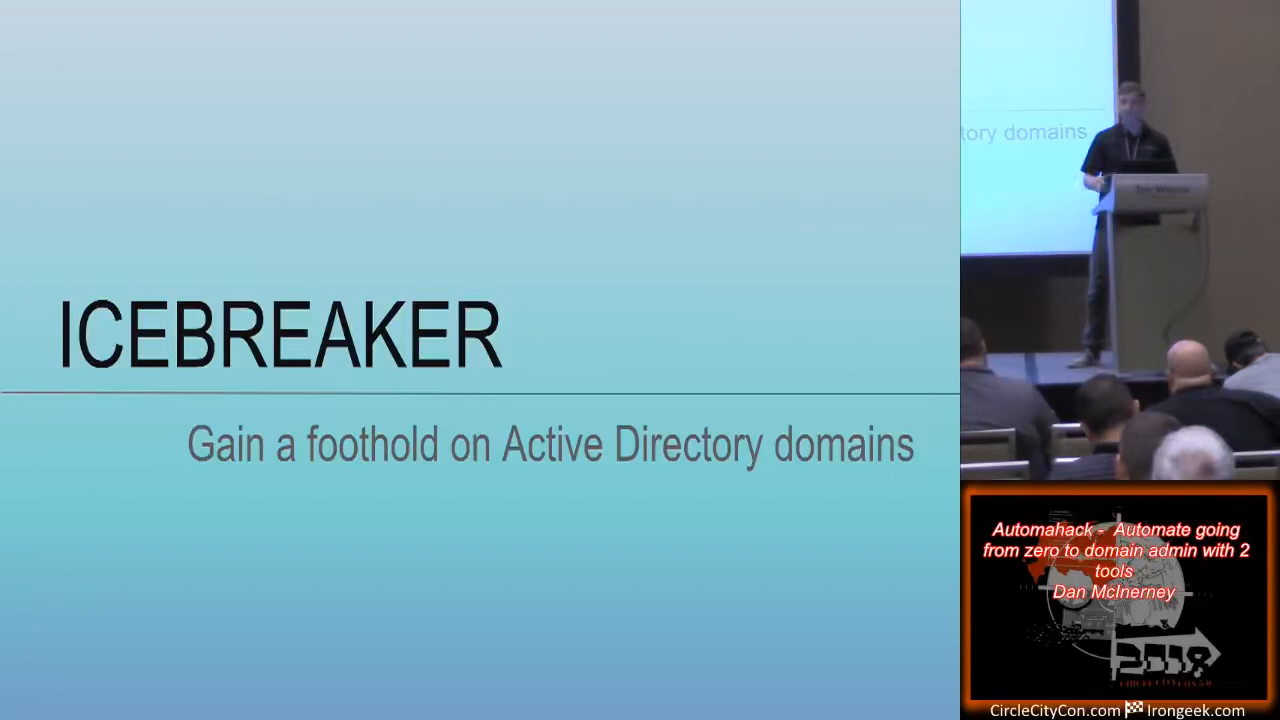 ICEBREAKER
Gain a foothold on Active Directory domains
tory domains
Automahack - Automate going
from zero to domain admin with 2
tools
Dan McInerney
2018
CircleCityCon.com Irongeek.com